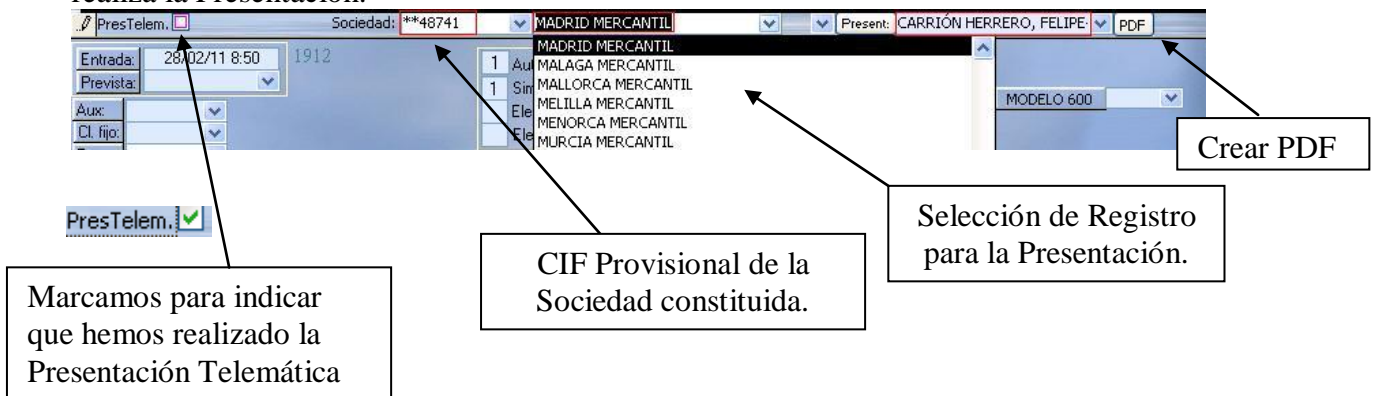 realiza la Presentación.
PresTelem. Sociedad: **48741 MADRID MERCANTIL Present: CARRIÓN HERRERO, FELIPE- PDF
Entrada: 28/02/11 8:50 1912
Prevista:
Aux:
Cl. fijo:
1 Au
1 Sim
Ele
Ele
MADRID MERCANTIL
MALAGA MERCANTIL
MALLORCA MERCANTIL
MELILLA MERCANTIL
MENORCA MERCANTIL
MURCIA MERCANTIL
MODELO 600
Crear PDF
PresTelem.
Selección de Registro
para la Presentación.
CIF Provisional de la
Sociedad constituida.
Marcamos para indicar
que hemos realizado la
Presentación Telemática